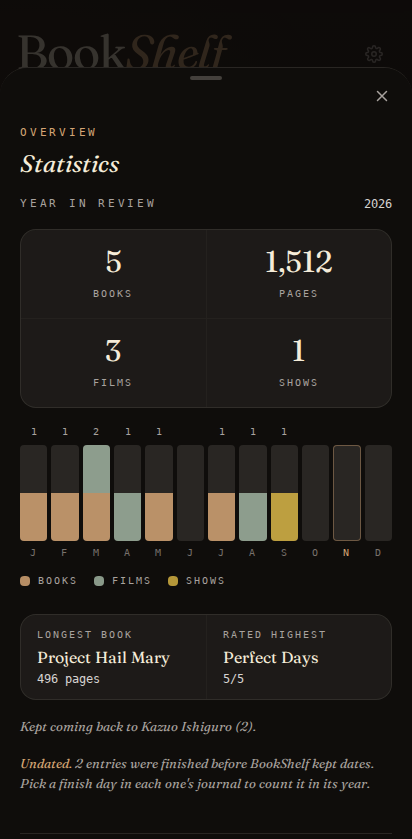 BookShelf
OVERVIEW
Statistics
YEAR IN REVIEW 2026
5 1,512
BOOKS PAGES
3 1
FILMS SHOWS
1 1 2 1 1 1 1 1
J F M A M J J A S O N D
BOOKS FILMS SHOWS
LONGEST BOOK RATED HIGHEST
Project Hail Mary Perfect Days
496 pages 5/5
Kept coming back to Kazuo Ishiguro (2).
Undated. 2 entries were finished before BookShelf kept dates.
Pick a finish day in each one's journal to count it in its year.